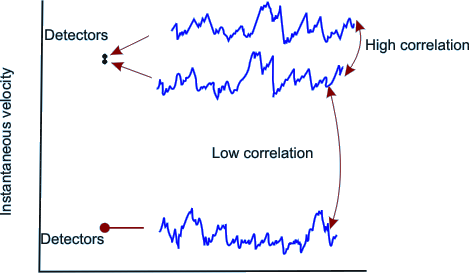 Detectors
High correlation
Low correlation
Detectors
Instantaneous velocity